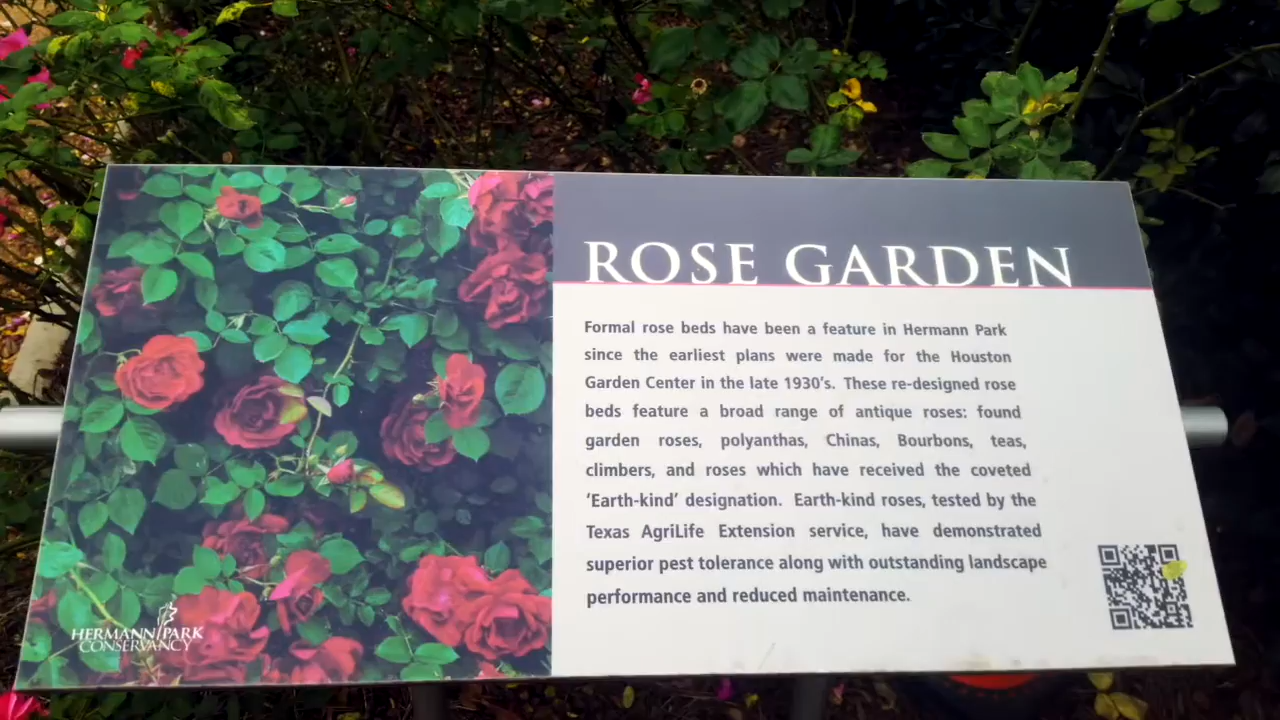 ROSE GARDEN
Formal rose beds have been a feature in Hermann Park
since the earliest plans were made for the Houston
Garden Center in the late 1930's. These re-designed rose
beds feature a broad range of antique roses: found
garden roses, polyanthas, Chinas, Bourbons, teas,
climbers, and roses which have received the coveted
'Earth-kind' designation. Earth-kind roses, tested by the
Texas AgriLife Extension service, have demonstrated
superior pest tolerance along with outstanding landscape
performance and reduced maintenance.
HERMANN PARK
CONSERVANCY